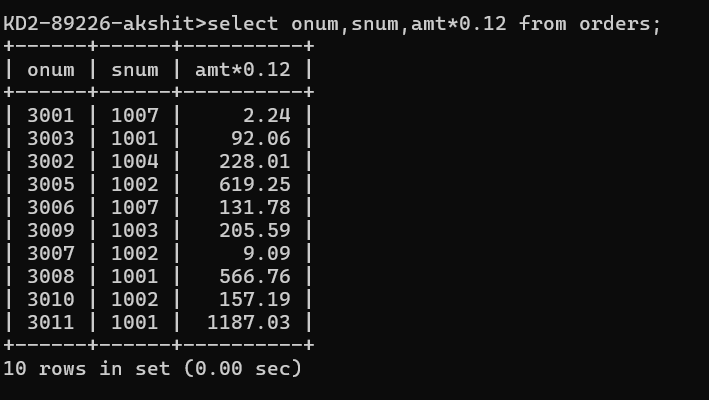 KD2-89226-akshit>select onum,snum,amt*0.12 from orders;
+------+------+----------+
| onum | snum | amt*0.12 |
+------+------+----------+
| 3001 | 1007 |     2.24 |
| 3003 | 1001 |    92.06 |
| 3002 | 1004 |   228.01 |
| 3005 | 1002 |   619.25 |
| 3006 | 1007 |   131.78 |
| 3009 | 1003 |   205.59 |
| 3007 | 1002 |     9.09 |
| 3008 | 1001 |   566.76 |
| 3010 | 1002 |   157.19 |
| 3011 | 1001 |  1187.03 |
+------+------+----------+
10 rows in set (0.00 sec)